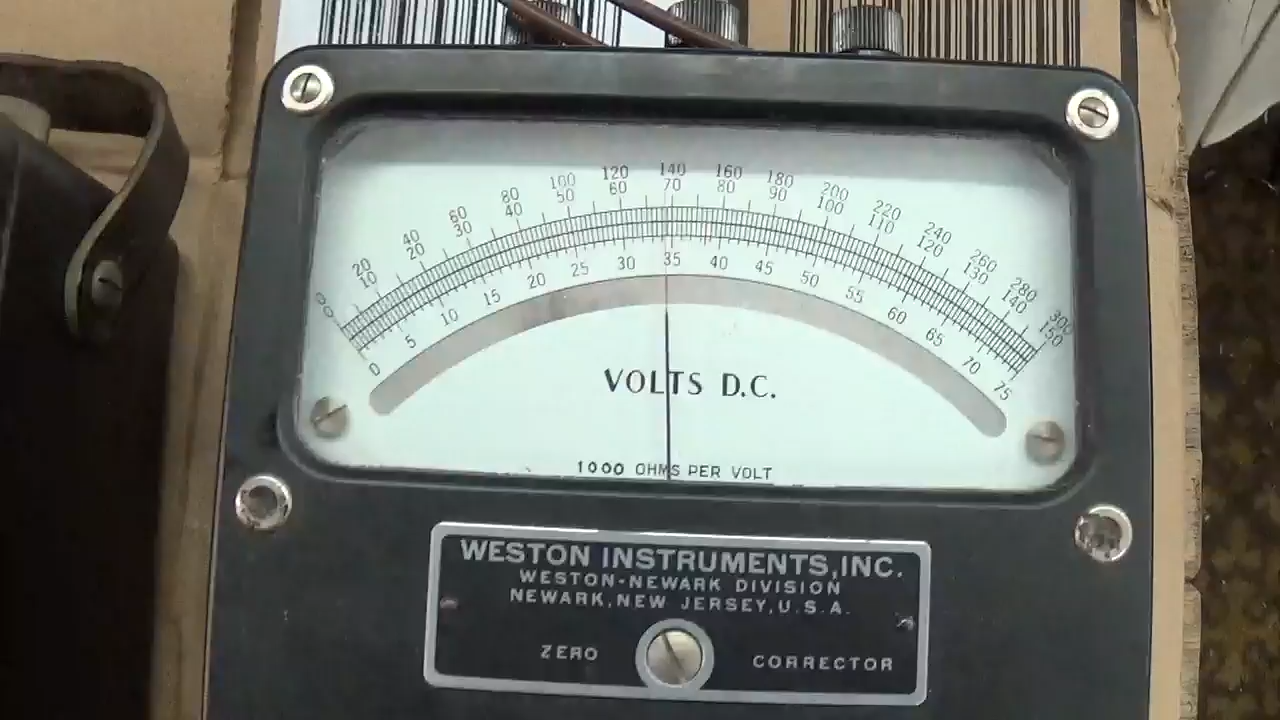 0 20 40 60 80 100 120 140 160 180 200 220 240 260 280 300
0 10 20 30 40 50 60 70 80 90 100 110 120 130 140 150
0 5 10 15 20 25 30 35 40 45 50 55 60 65 70 75
VOLTS D.C.
1000 OHMS PER VOLT
WESTON INSTRUMENTS, INC.
WESTON-NEWARK DIVISION
NEWARK, NEW JERSEY, U.S.A.
ZERO CORRECTOR